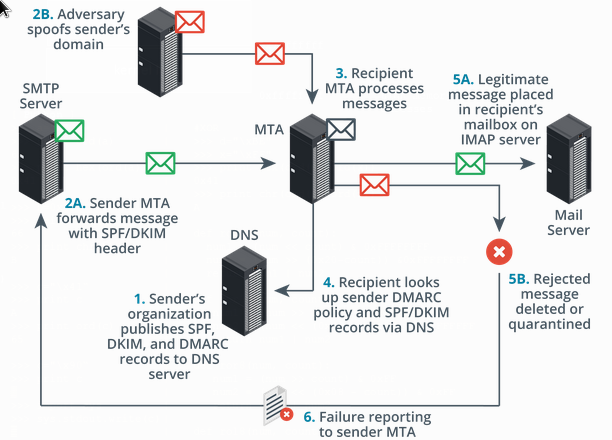 2B. Adversary
spoofs sender's
domain
SMTP
Server
3. Recipient
MTA processes
messages
MTA
5A. Legitimate
message placed
in recipient's
mailbox on
IMAP server
2A. Sender MTA
forwards message
with SPF/DKIM
header
Mail
Server
DNS
1. Sender's
organization
publishes SPF,
DKIM, and DMARC
records to DNS
server
4. Recipient looks
up sender DMARC
policy and SPF/DKIM
records via DNS
5B. Rejected
message
deleted or
quarantined
6. Failure reporting
to sender MTA